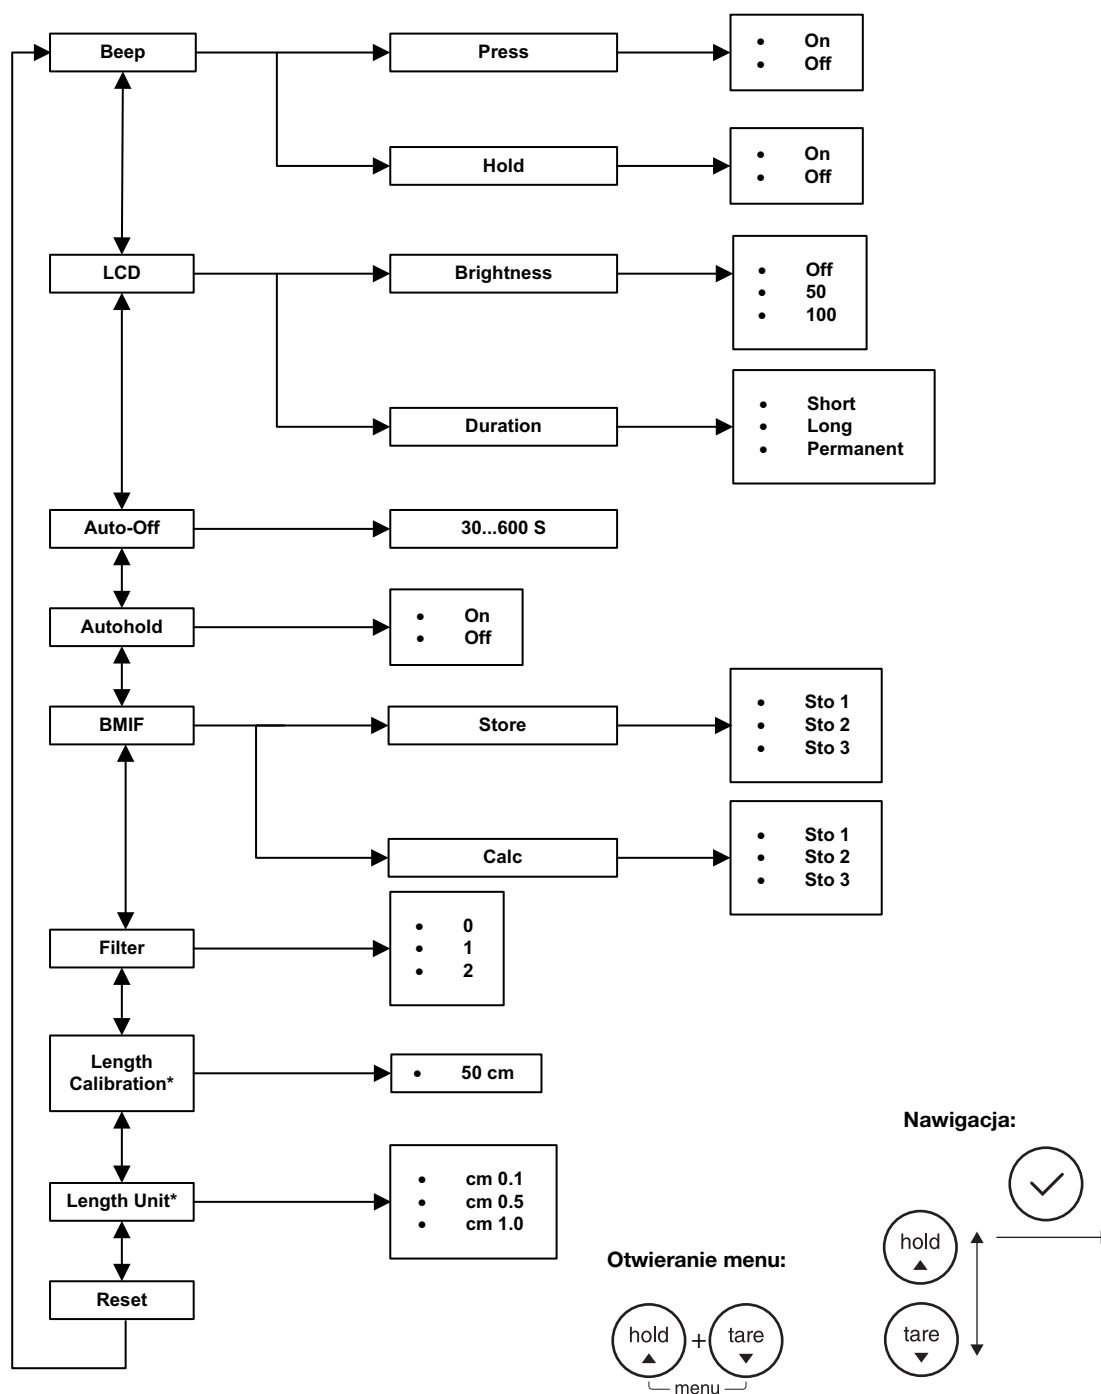 Beep
Press
• On
• Off
Hold
• On
• Off
LCD
Brightness
• Off
• 50
• 100
Duration
• Short
• Long
• Permanent
Auto-Off
30...600 S
Autohold
• On
• Off
BMIF
Store
• Sto 1
• Sto 2
• Sto 3
Calc
• Sto 1
• Sto 2
• Sto 3
Filter
• 0
• 1
• 2
Length
Calibration*
• 50 cm
Length Unit*
• cm 0.1
• cm 0.5
• cm 1.0
Reset
Otwieranie menu:
hold + tare
menu
Nawigacja:
hold
tare